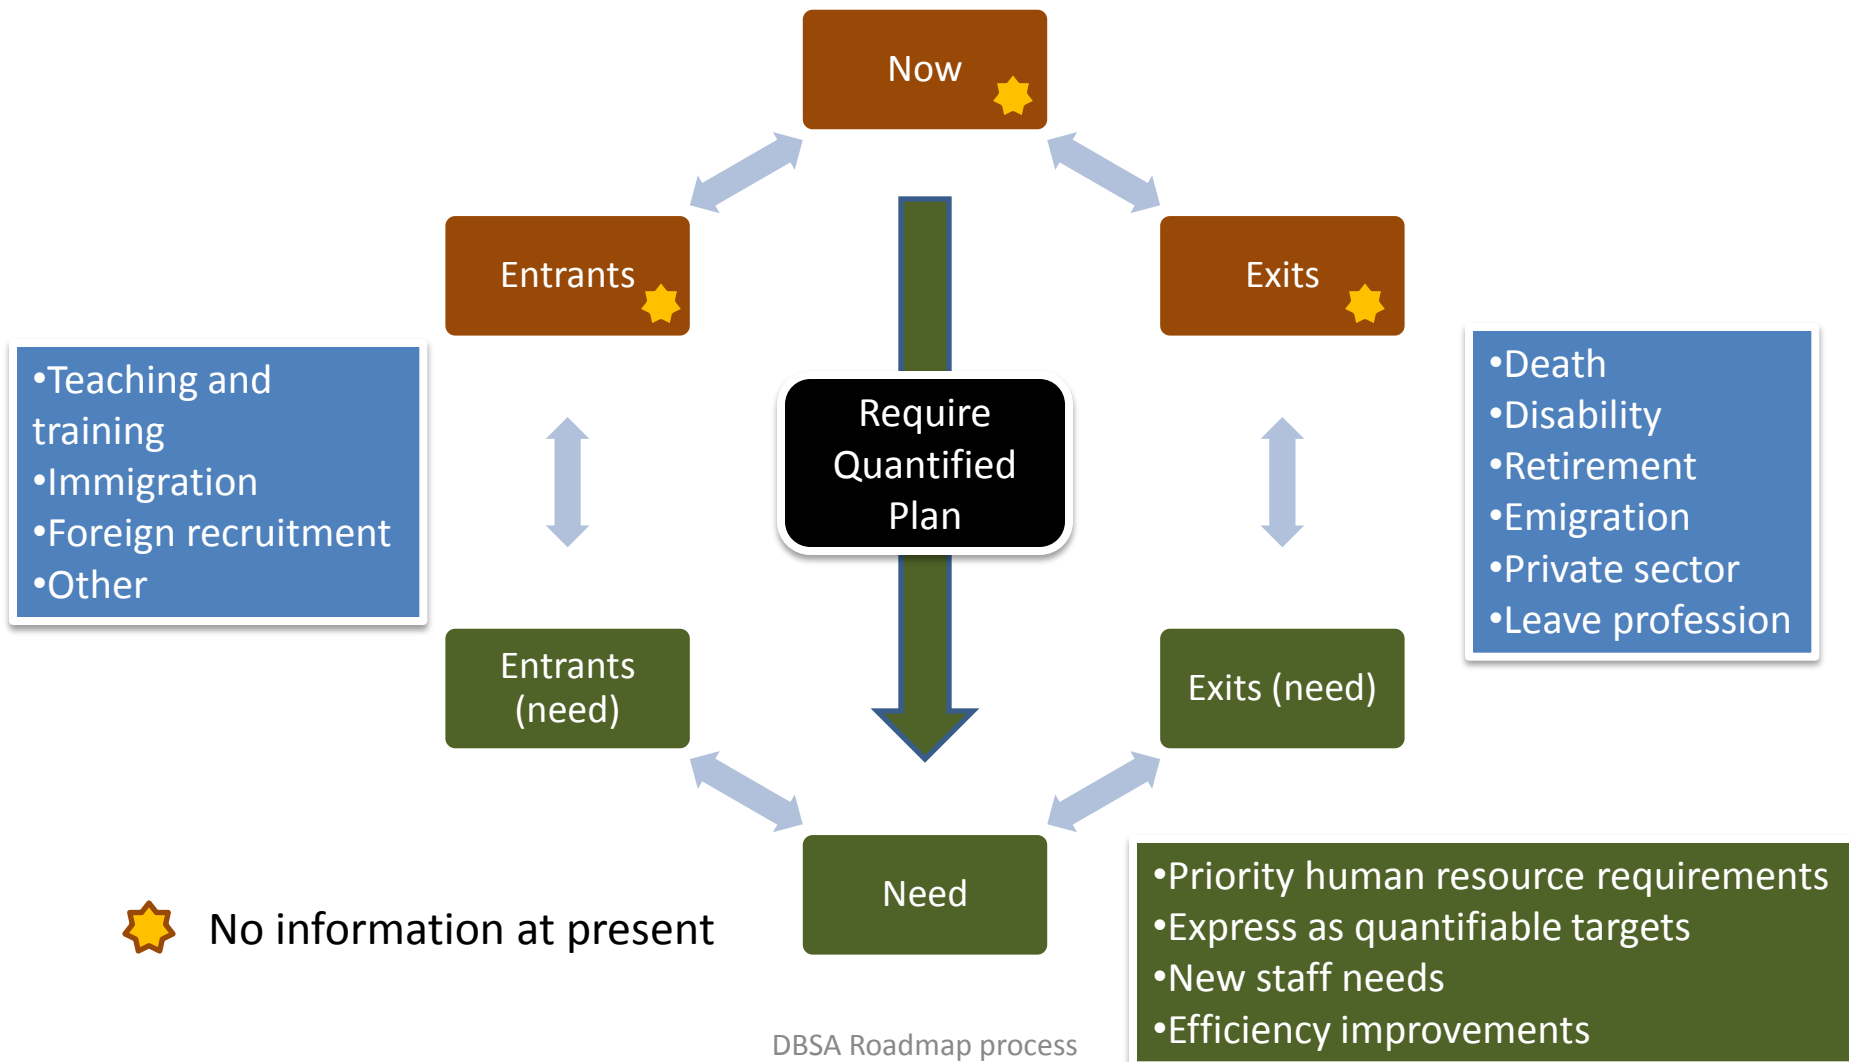 Now
Entrants
Exits
•Teaching and
training
•Immigration
•Foreign recruitment
•Other
Require
Quantified
Plan
•Death
•Disability
•Retirement
•Emigration
•Private sector
•Leave profession
Entrants
(need)
Exits (need)
Need
No information at present
•Priority human resource requirements
•Express as quantifiable targets
•New staff needs
•Efficiency improvements
DBSA Roadmap process